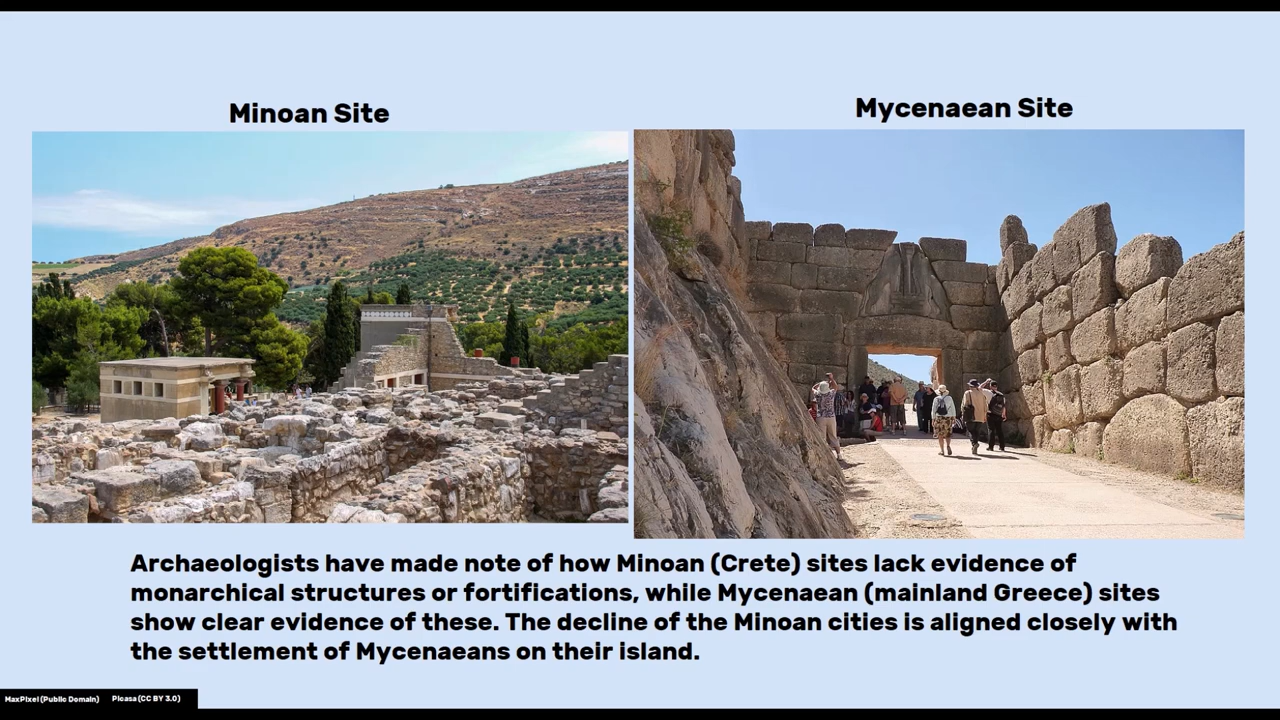 Minoan Site
Mycenaean Site
Archaeologists have made note of how Minoan (Crete) sites lack evidence of
monarchical structures or fortifications, while Mycenaean (mainland Greece) sites
show clear evidence of these. The decline of the Minoan cities is aligned closely with
the settlement of Mycenaeans on their island.
MaxPixel (Public Domain) Picasa (CC BY 3.0)